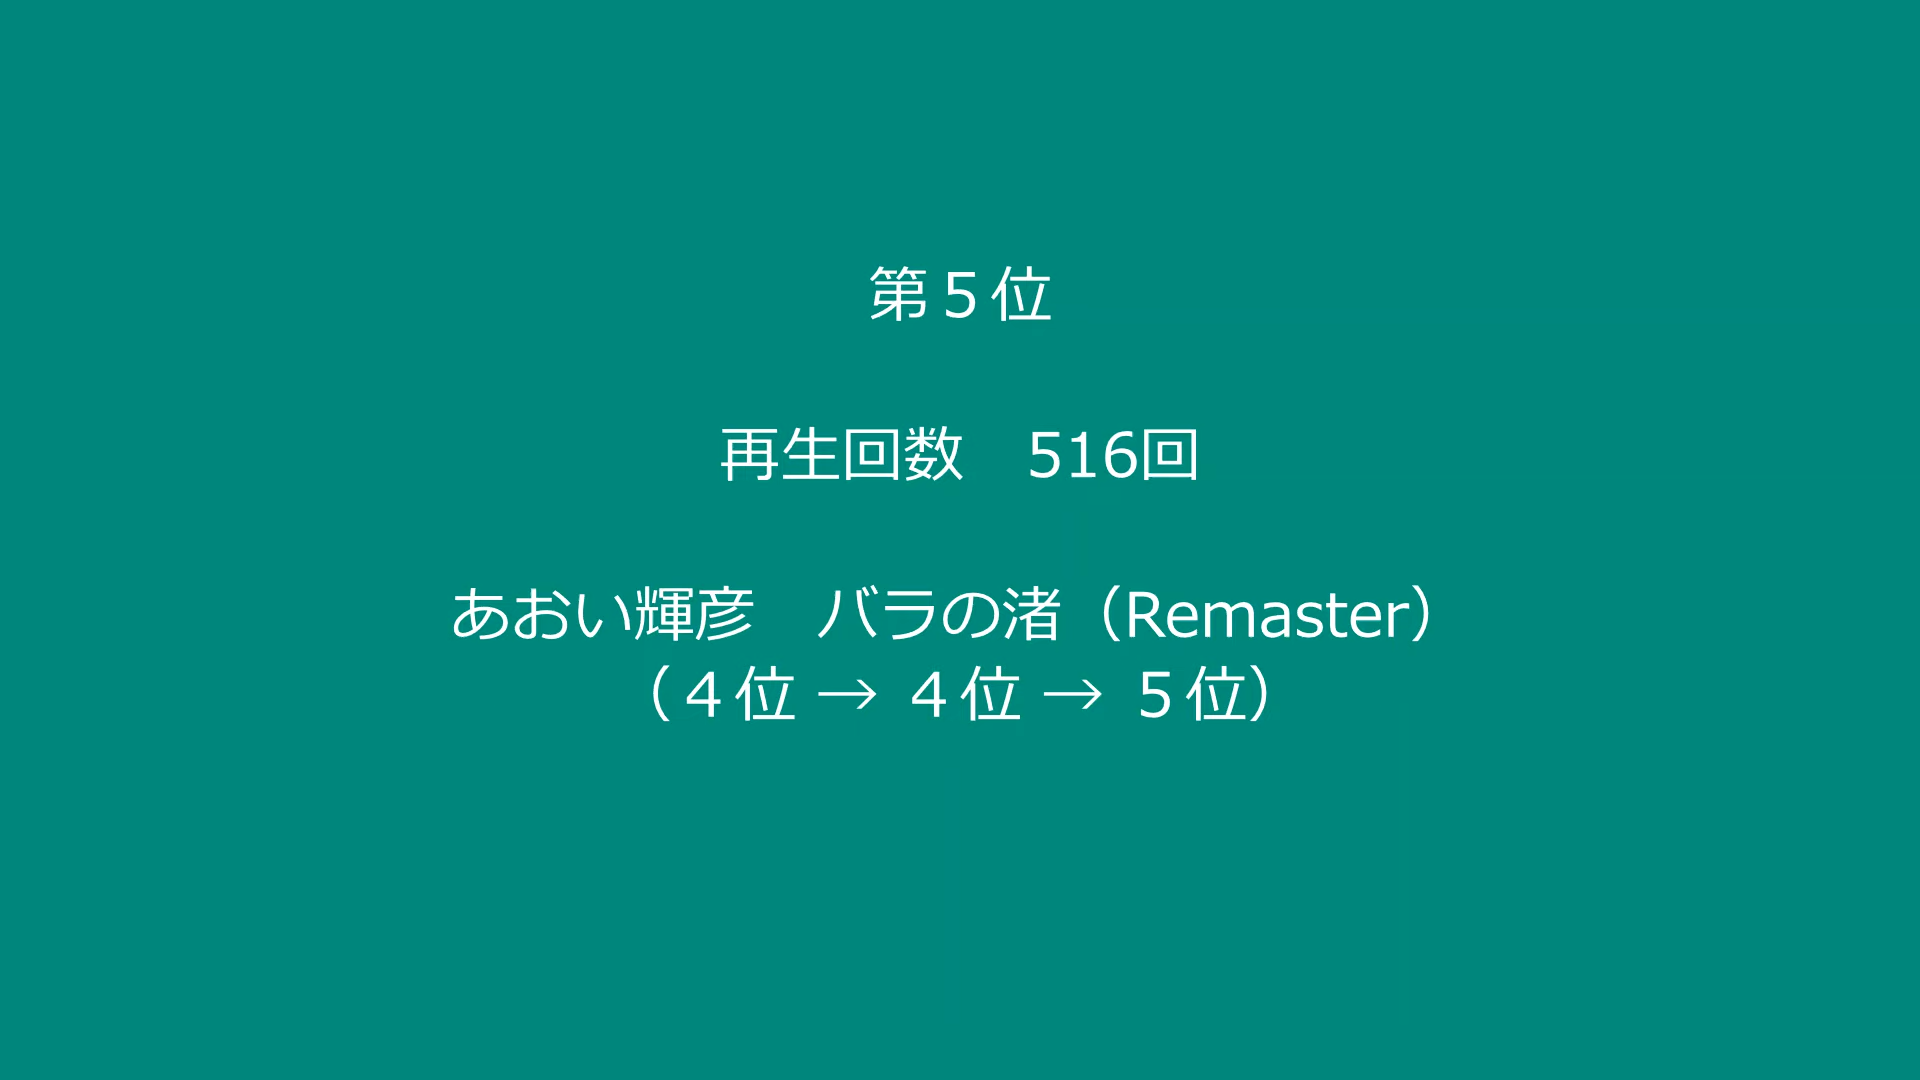 第５位
再生回数　516回
あおい輝彦　バラの渚（Remaster）
（４位 → ４位 → ５位）